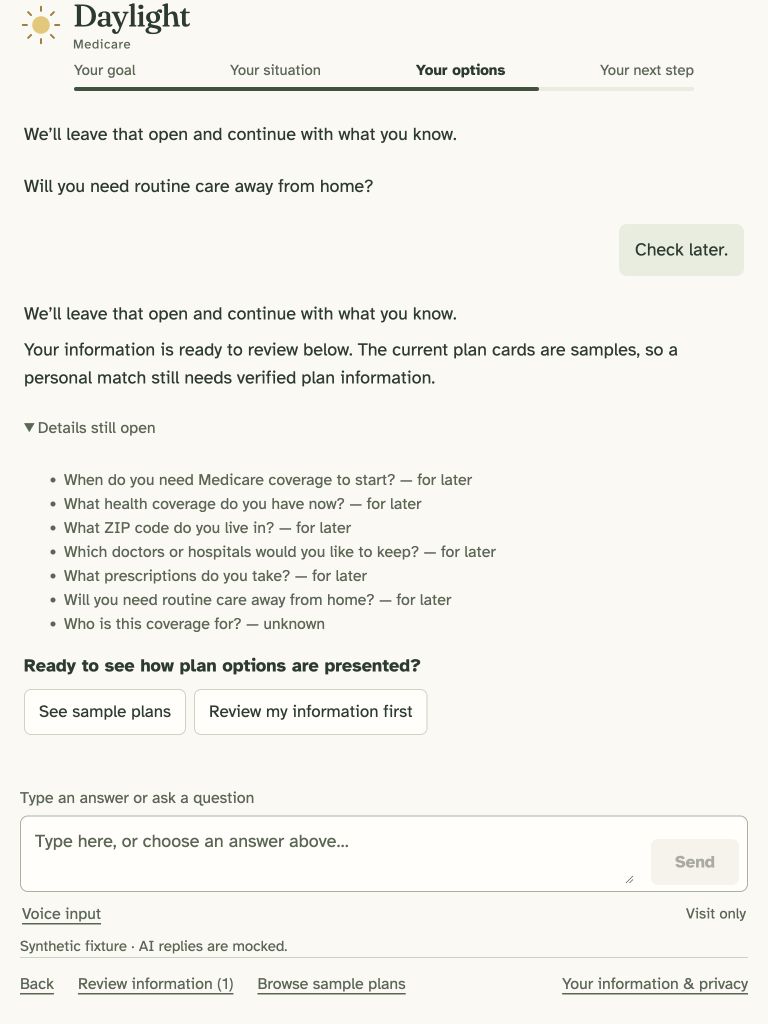 Daylight
Medicare
Your goal
Your situation
Your options
Your next step
We'll leave that open and continue with what you know.
Will you need routine care away from home?
Check later.
We'll leave that open and continue with what you know.
Your information is ready to review below. The current plan cards are samples, so a
personal match still needs verified plan information.
▼ Details still open
• When do you need Medicare coverage to start? — for later
• What health coverage do you have now? — for later
• What ZIP code do you live in? — for later
• Which doctors or hospitals would you like to keep? — for later
• What prescriptions do you take? — for later
• Will you need routine care away from home? — for later
• Who is this coverage for? — unknown
Ready to see how plan options are presented?
See sample plans
Review my information first
Type an answer or ask a question
Type here, or choose an answer above...
Send
Voice input
Visit only
Synthetic fixture · AI replies are mocked.
Back
Review information (1)
Browse sample plans
Your information & privacy